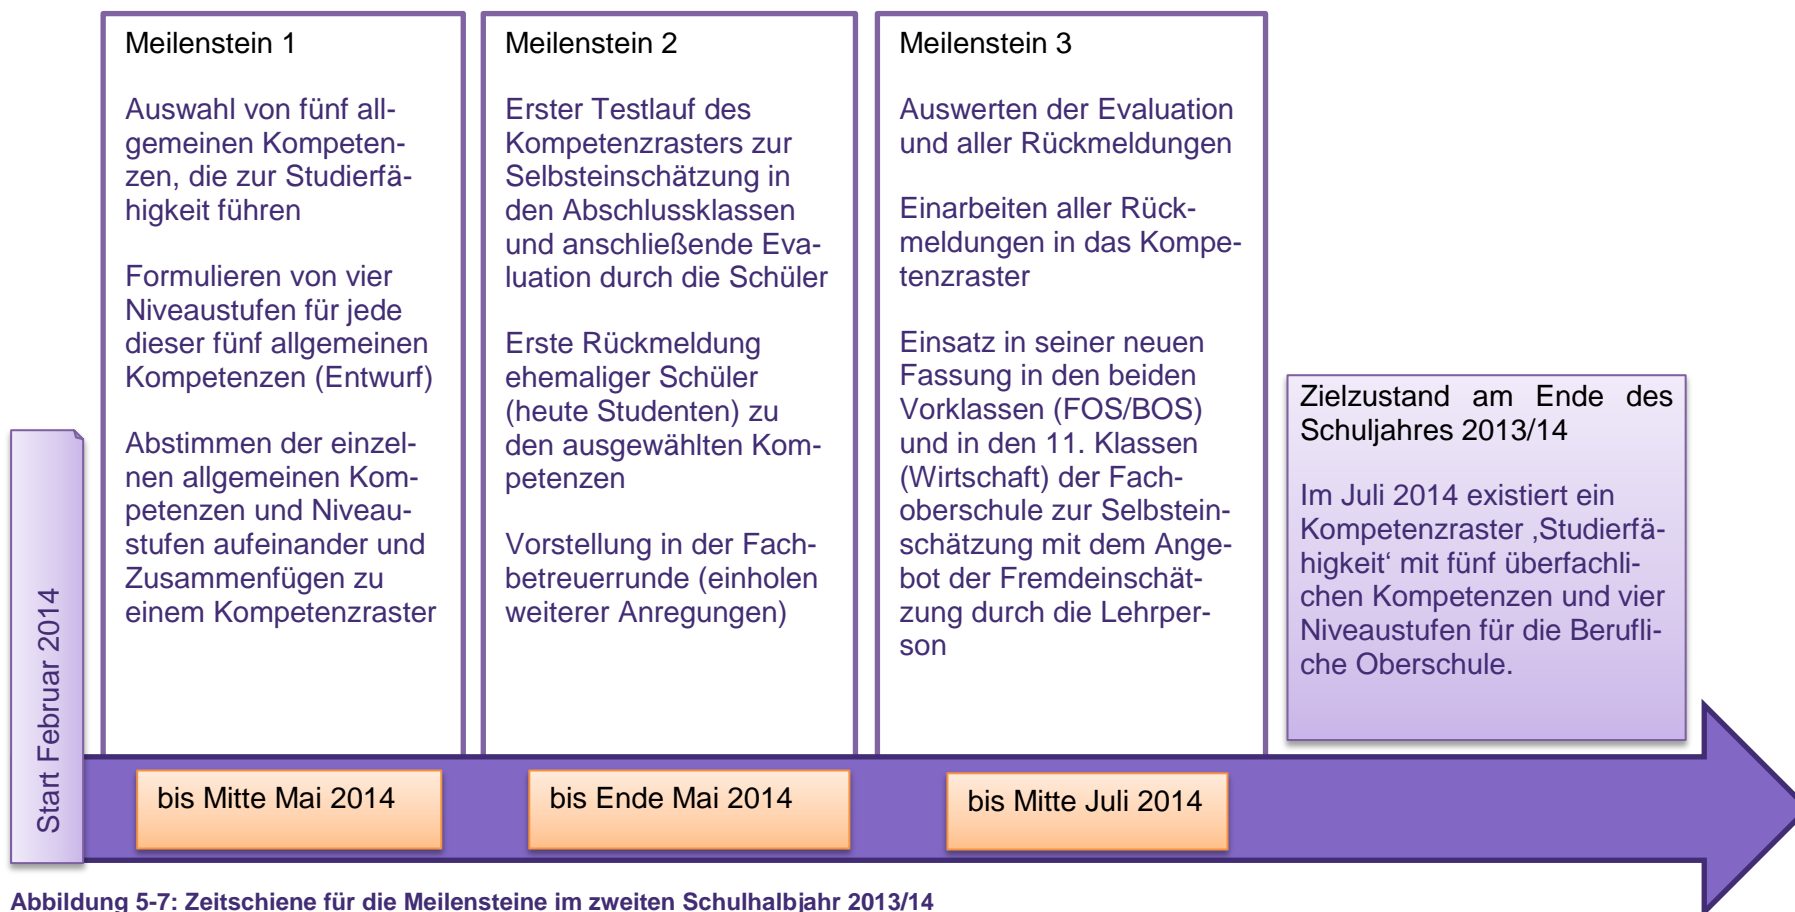 Start Februar 2014
Meilenstein 1
Auswahl von fünf all-
gemeinen Kompeten-
zen, die zur Studierfä-
higkeit führen
Formulieren von vier
Niveaustufen für jede
dieser fünf allgemeinen
Kompetenzen (Entwurf)
Abstimmen der einzel-
nen allgemeinen Kom-
petenzen und Niveau-
stufen aufeinander und
Zusammenfügen zu
einem Kompetenzraster
bis Mitte Mai 2014
Meilenstein 2
Erster Testlauf des
Kompetenzrasters zur
Selbsteinschätzung in
den Abschlussklassen
und anschließende Eva-
luation durch die Schüler
Erste Rückmeldung
ehemaliger Schüler
(heute Studenten) zu
den ausgewählten Kom-
petenzen
Vorstellung in der Fach-
betreuerrunde (einholen
weiterer Anregungen)
bis Ende Mai 2014
Meilenstein 3
Auswerten der Evaluation
und aller Rückmeldungen
Einarbeiten aller Rück-
meldungen in das Kompe-
tenzraster
Einsatz in seiner neuen
Fassung in den beiden
Vorklassen (FOS/BOS)
und in den 11. Klassen
(Wirtschaft) der Fach-
oberschule zur Selbstein-
schätzung mit dem Ange-
bot der Fremdeinschät-
zung durch die Lehrper-
son
bis Mitte Juli 2014
Zielzustand am Ende des
Schuljahres 2013/14
Im Juli 2014 existiert ein
Kompetenzraster ‚Studierfä-
higkeit‘ mit fünf überfachli-
chen Kompetenzen und vier
Niveaustufen für die Berufli-
che Oberschule.
Abbildung 5-7: Zeitschiene für die Meilensteine im zweiten Schulhalbjahr 2013/14